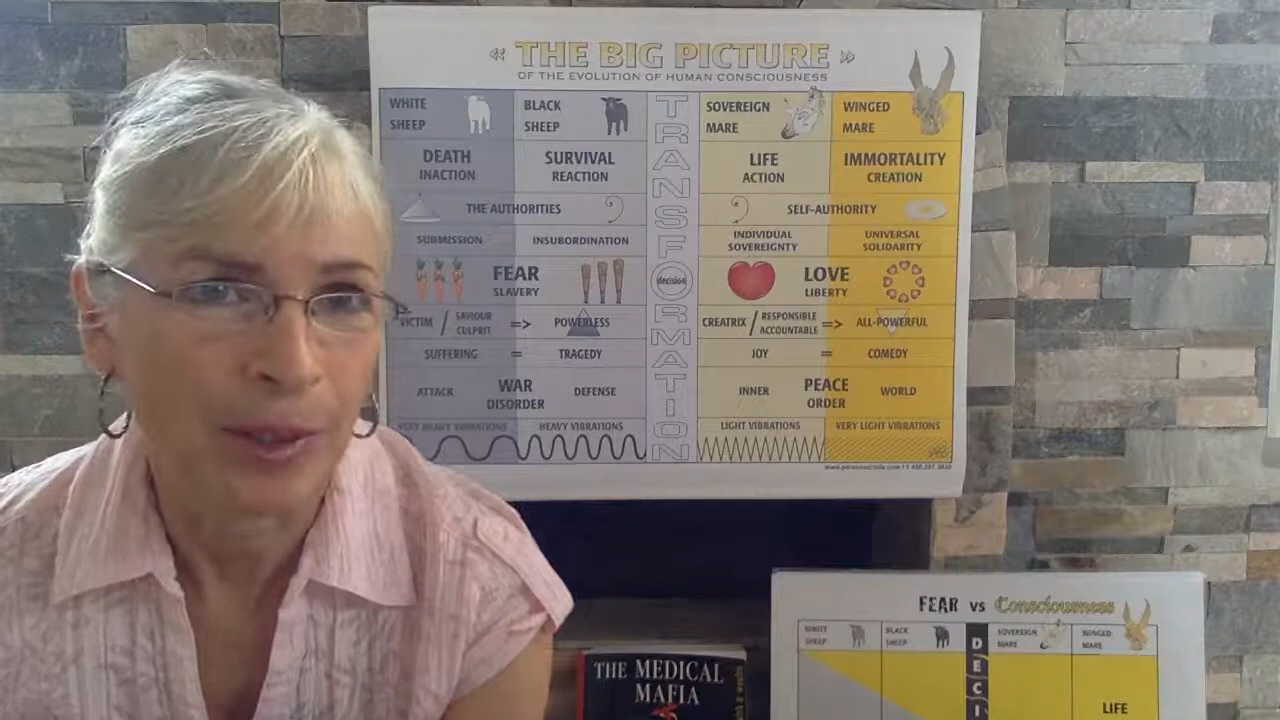 THE BIG PICTURE
OF THE EVOLUTION OF HUMAN CONSCIOUSNESS
WHITE SHEEP
BLACK SHEEP
SOVEREIGN MARE
WINGED MARE
DEATH INACTION
SURVIVAL REACTION
LIFE ACTION
IMMORTALITY CREATION
THE AUTHORITIES
SELF-AUTHORITY
SUBMISSION
INSUBORDINATION
INDIVIDUAL SOVEREIGNTY
UNIVERSAL SOLIDARITY
FEAR SLAVERY
LOVE LIBERTY
VICTIM / SAVIOUR CULPRIT => POWERLESS
CREATRIX / RESPONSIBLE ACCOUNTABLE => ALL-POWERFUL
SUFFERING = TRAGEDY
JOY = COMEDY
ATTACK WAR DISORDER DEFENSE
INNER PEACE ORDER WORLD
VERY HEAVY VIBRATIONS
HEAVY VIBRATIONS
LIGHT VIBRATIONS
VERY LIGHT VIBRATIONS
TRANSFORMATION
decision
FEAR vs Consciousness
WHITE SHEEP
BLACK SHEEP
SOVEREIGN MARE
WINGED MARE
DECI
LIFE
THE MEDICAL
MAFIA